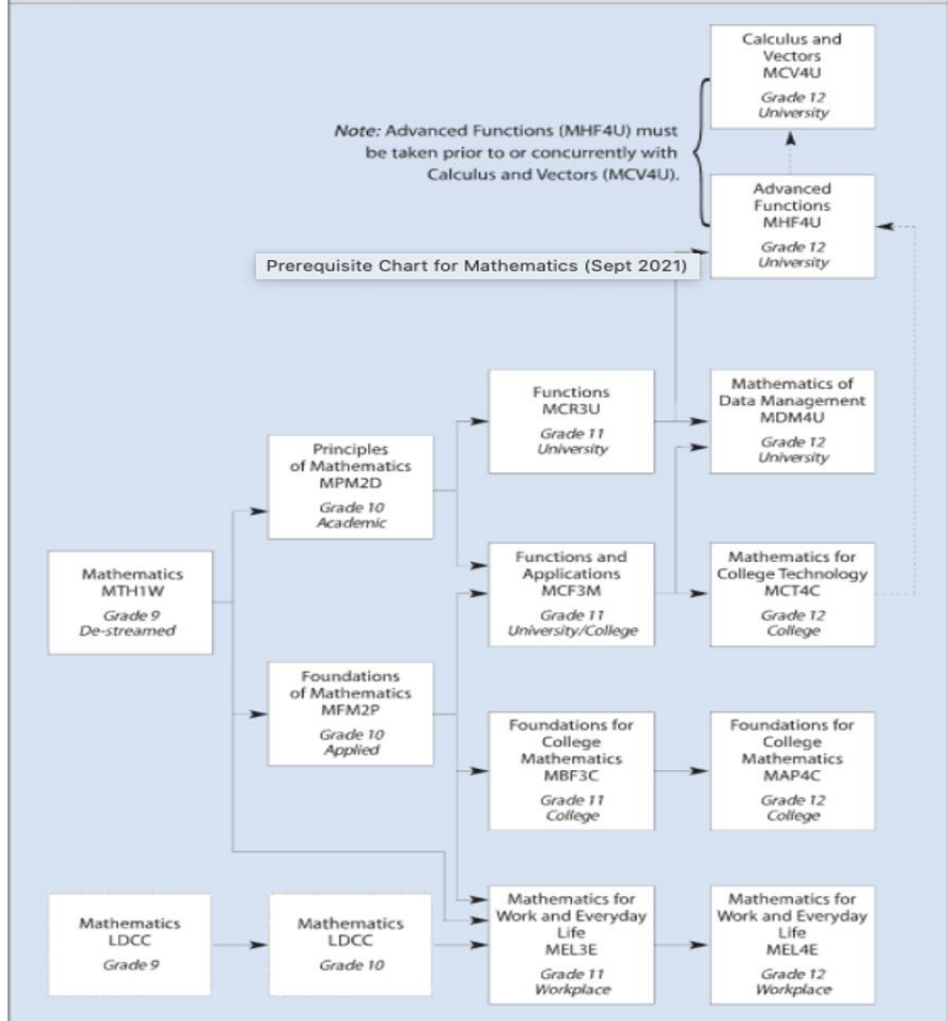 Calculus and
Vectors
MCV4U
Grade 12
University
Note: Advanced Functions (MHF4U) must
be taken prior to or concurrently with
Calculus and Vectors (MCV4U).
Advanced
Functions
MHF4U
Grade 12
University
Prerequisite Chart for Mathematics (Sept 2021)
Functions
MCR3U
Grade 11
University
Mathematics of
Data Management
MDM4U
Grade 12
University
Principles
of Mathematics
MPM2D
Grade 10
Academic
Mathematics
MTH1W
Grade 9
De-streamed
Functions and
Applications
MCF3M
Grade 11
University/College
Mathematics for
College Technology
MCT4C
Grade 12
College
Foundations
of Mathematics
MFM2P
Grade 10
Applied
Foundations for
College
Mathematics
MBF3C
Grade 11
College
Foundations for
College
Mathematics
MAP4C
Grade 12
College
Mathematics
LDCC
Grade 9
Mathematics
LDCC
Grade 10
Mathematics for
Work and Everyday
Life
MEL3E
Grade 11
Workplace
Mathematics for
Work and Everyday
Life
MEL4E
Grade 12
Workplace